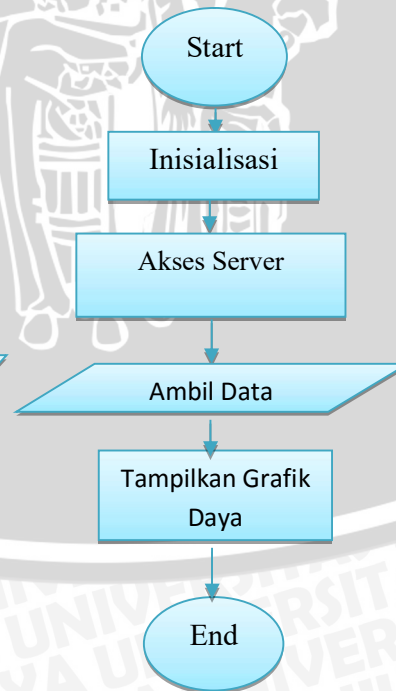 Start
Inisialisasi
Akses Server
Ambil Data
Tampilkan Grafik
Daya
End